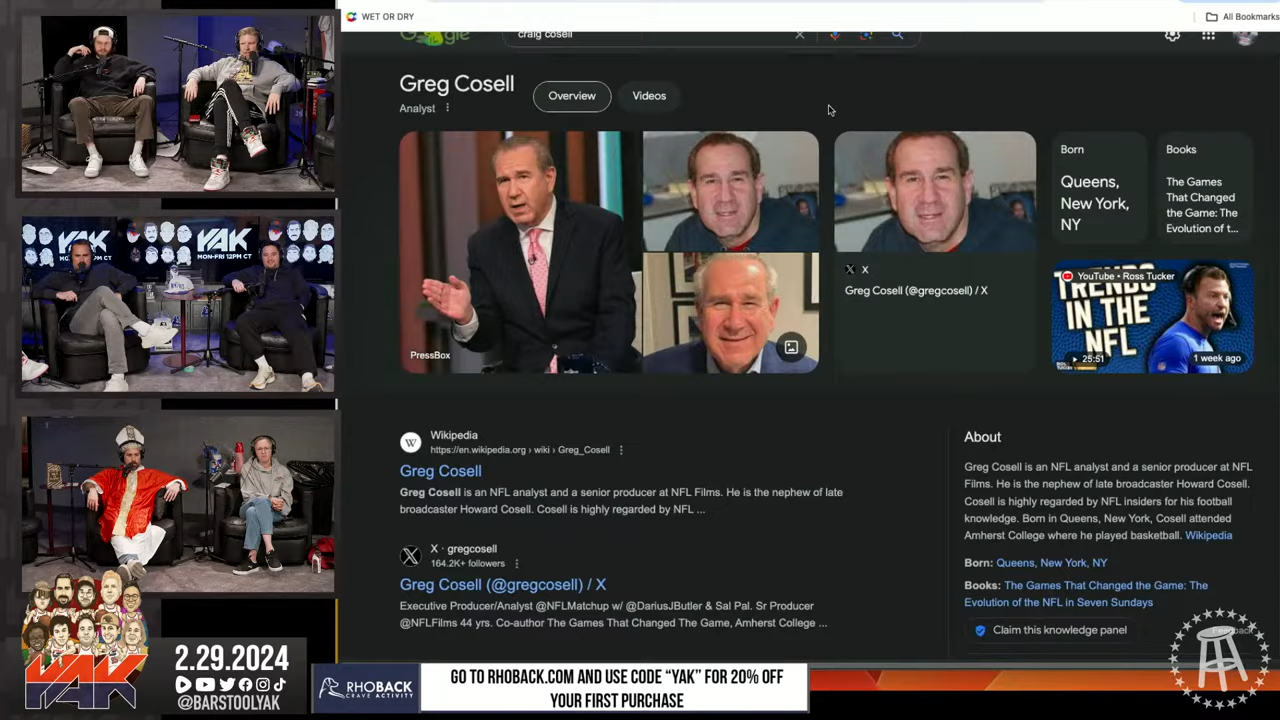 WET OR DRY
All Bookmarks
Google
craig cosell
Greg Cosell
Analyst
Overview
Videos
PressBox
X
Greg Cosell (@gregcosell) / X
Born
Queens,
New York,
NY
Books
The Games
That Changed
the Game: The
Evolution of t...
YouTube • Ross Tucker
TRENDS
IN THE
NFL
25:51
1 week ago
YAK
MON-FRI 12PM CT
Wikipedia
https://en.wikipedia.org › wiki › Greg_Cosell
Greg Cosell
Greg Cosell is an NFL analyst and a senior producer at NFL Films. He is the nephew of late
broadcaster Howard Cosell. Cosell is highly regarded by NFL ...
X · gregcosell
164.2K+ followers
Greg Cosell (@gregcosell) / X
Executive Producer/Analyst @NFLMatchup w/ @DariusJButler & Sal Pal. Sr Producer
@NFLFilms 44 yrs. Co-author The Games That Changed The Game, Amherst College ...
About
Greg Cosell is an NFL analyst and a senior producer at NFL
Films. He is the nephew of late broadcaster Howard Cosell.
Cosell is highly regarded by NFL insiders for his football
knowledge. Born in Queens, New York, Cosell attended
Amherst College where he played basketball. Wikipedia
Born: Queens, New York, NY
Books: The Games That Changed the Game: The
Evolution of the NFL in Seven Sundays
Claim this knowledge panel
Feedback
YAK
2.29.2024
@BARSTOOLYAK
RHOBACK
CRAVE ACTIVITY
GO TO RHOBACK.COM AND USE CODE “YAK” FOR 20% OFF
YOUR FIRST PURCHASE